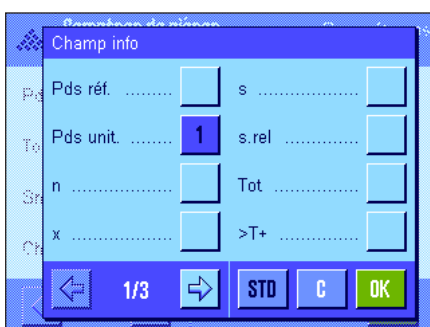 Champ info
Pds réf. .........
s ..................
Pds unit. ........ 1
s.rel ..............
n ....................
Tot ...............
x ....................
>T+ ..............
1/3
STD
C
OK